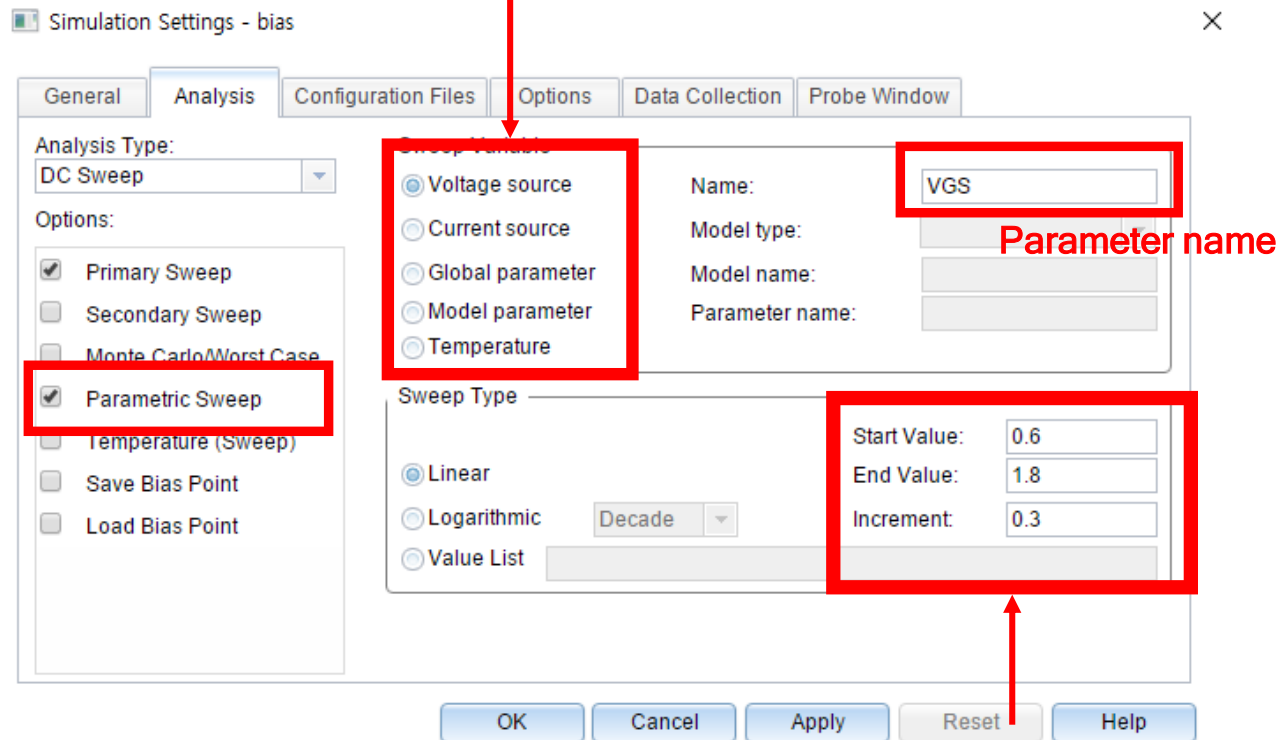 Simulation Settings - bias
General
Analysis
Configuration Files
Options
Data Collection
Probe Window
Analysis Type:
DC Sweep
Options:
Primary Sweep
Secondary Sweep
Monte Carlo/Worst Case
Parametric Sweep
Temperature (Sweep)
Save Bias Point
Load Bias Point
Sweep Variable
Voltage source
Current source
Global parameter
Model parameter
Temperature
Name:
VGS
Model type:
Parameter name
Model name:
Parameter name:
Sweep Type
Linear
Logarithmic
Decade
Value List
Start Value:
0.6
End Value:
1.8
Increment:
0.3
OK
Cancel
Apply
Reset
Help